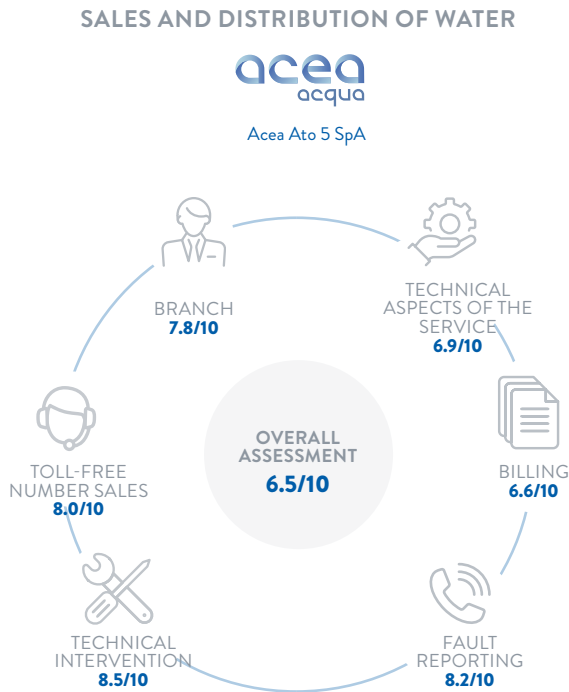 SALES AND DISTRIBUTION OF WATER
acea
acqua
Acea Ato 5 SpA
BRANCH
7.8/10
TECHNICAL
ASPECTS OF THE
SERVICE
6.9/10
OVERALL
ASSESSMENT
6.5/10
TOLL-FREE
NUMBER SALES
8.0/10
BILLING
6.6/10
TECHNICAL
INTERVENTION
8.5/10
FAULT
REPORTING
8.2/10